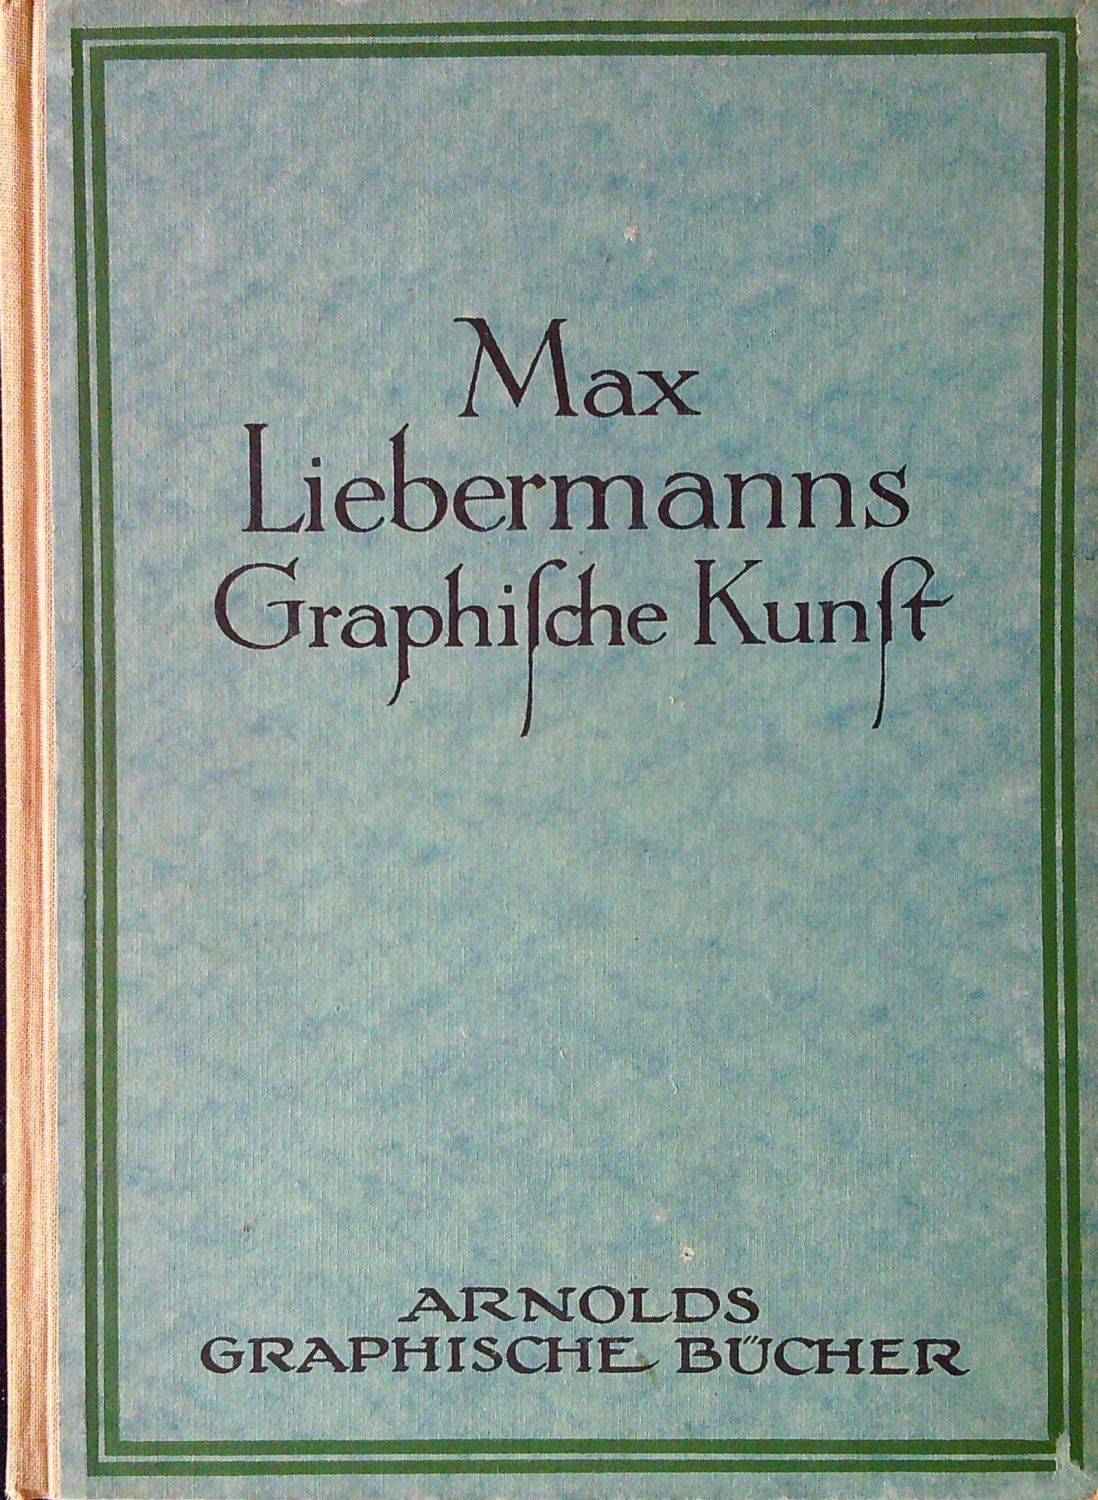 Max
Liebermanns
Graphiſche Kunſt
ARNOLDS
GRAPHISCHE BÜCHER